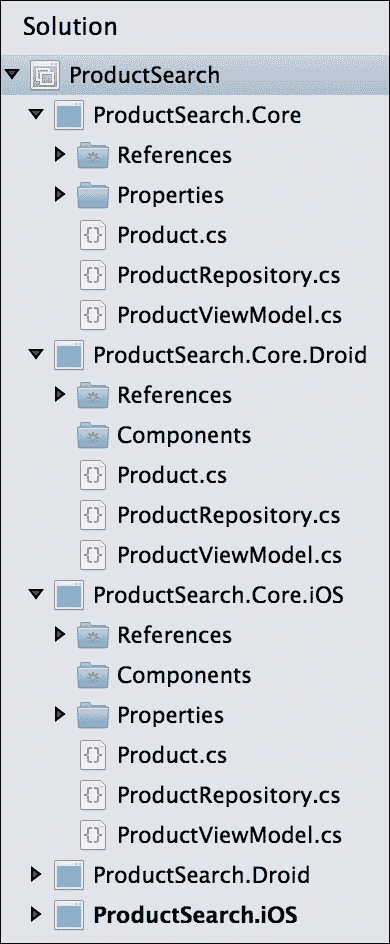 Solution
ProductSearch
ProductSearch.Core
References
Properties
Product.cs
ProductRepository.cs
ProductViewModel.cs
ProductSearch.Core.Droid
References
Components
Product.cs
ProductRepository.cs
ProductViewModel.cs
ProductSearch.Core.iOS
References
Components
Properties
Product.cs
ProductRepository.cs
ProductViewModel.cs
ProductSearch.Droid
ProductSearch.iOS